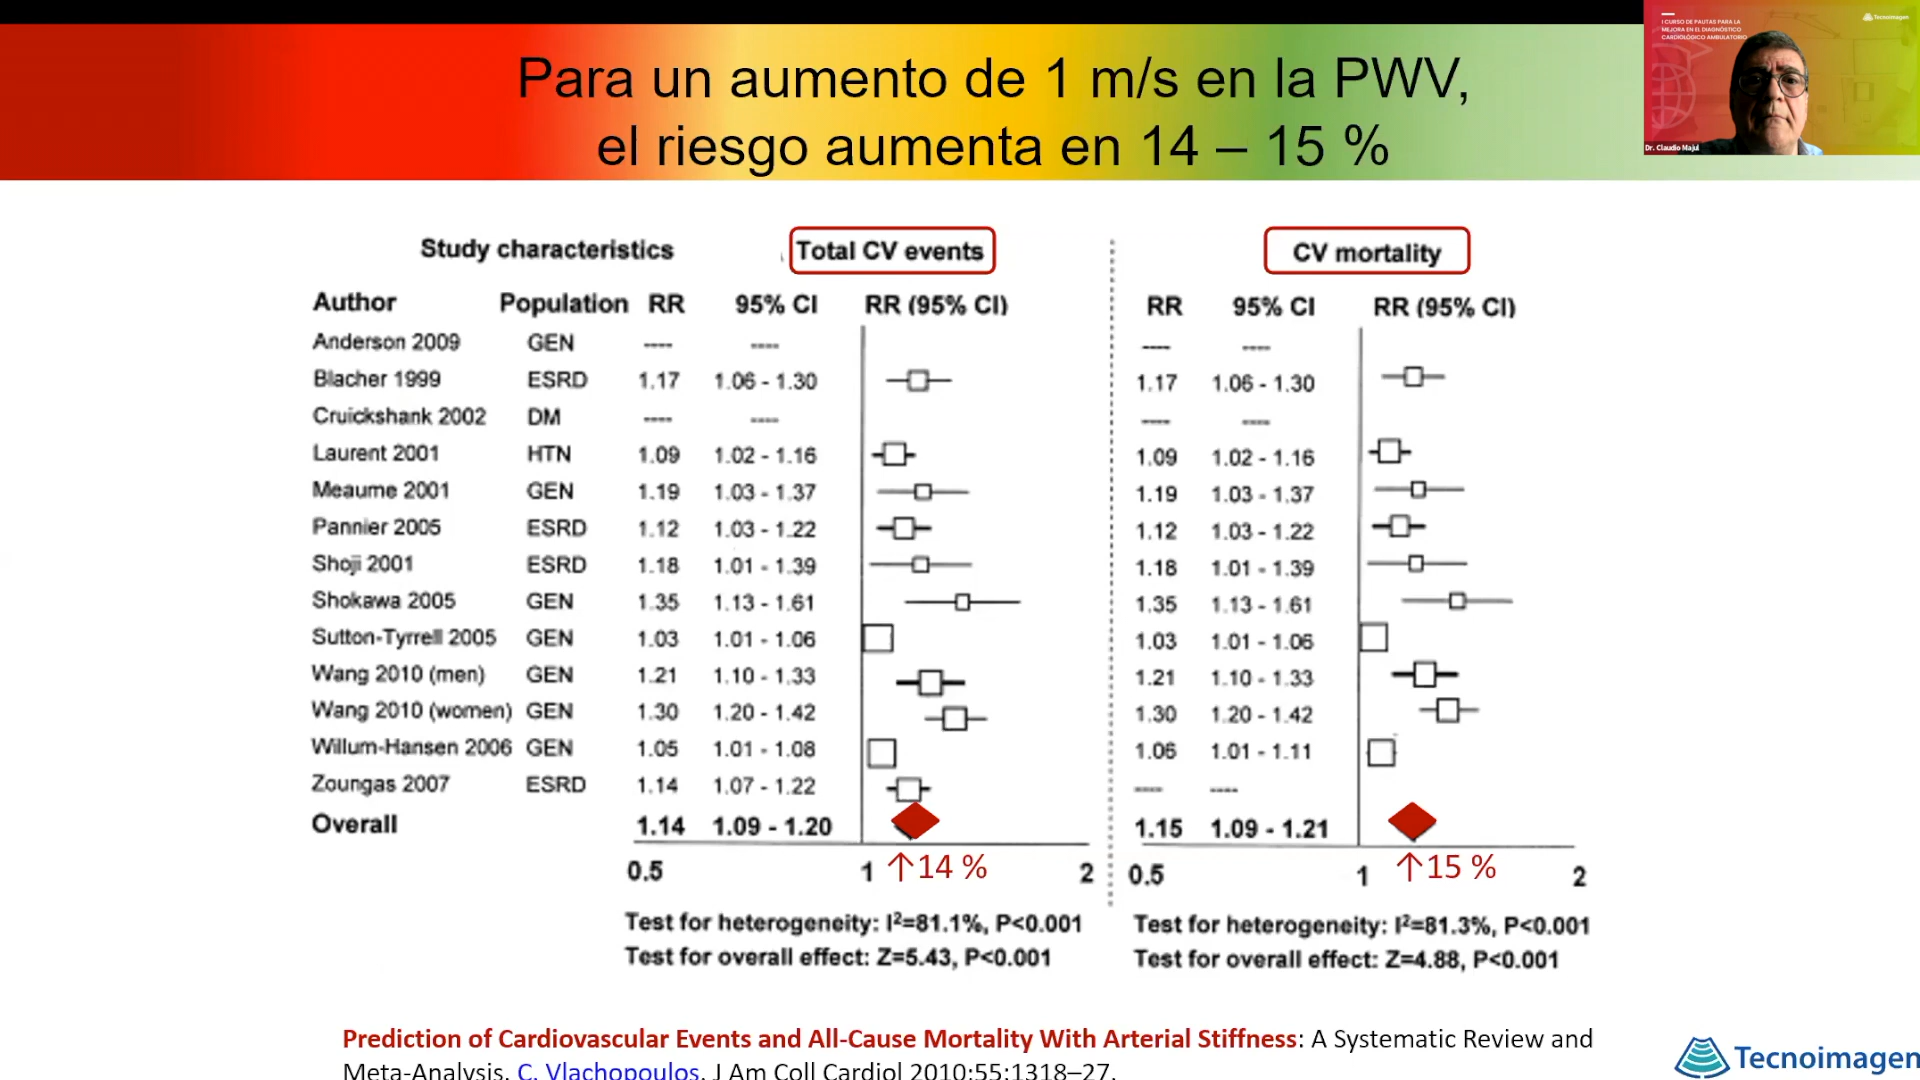 Para un aumento de 1 m/s en la PWV,
el riesgo aumenta en 14 – 15 %
I CURSO DE PAUTAS PARA LA
MEJORA EN EL DIAGNÓSTICO
CARDIOLÓGICO AMBULATORIO
Tecnoimagen
Dr. Claudio Majul
Study characteristics Total CV events CV mortality
Author Population RR 95% CI RR (95% CI) RR 95% CI RR (95% CI)
Anderson 2009 GEN ---- ---- ---- ----
Blacher 1999 ESRD 1.17 1.06 - 1.30 1.17 1.06 - 1.30
Cruickshank 2002 DM ---- ---- ---- ----
Laurent 2001 HTN 1.09 1.02 - 1.16 1.09 1.02 - 1.16
Meaume 2001 GEN 1.19 1.03 - 1.37 1.19 1.03 - 1.37
Pannier 2005 ESRD 1.12 1.03 - 1.22 1.12 1.03 - 1.22
Shoji 2001 ESRD 1.18 1.01 - 1.39 1.18 1.01 - 1.39
Shokawa 2005 GEN 1.35 1.13 - 1.61 1.35 1.13 - 1.61
Sutton-Tyrrell 2005 GEN 1.03 1.01 - 1.06 1.03 1.01 - 1.06
Wang 2010 (men) GEN 1.21 1.10 - 1.33 1.21 1.10 - 1.33
Wang 2010 (women) GEN 1.30 1.20 - 1.42 1.30 1.20 - 1.42
Willum-Hansen 2006 GEN 1.05 1.01 - 1.08 1.06 1.01 - 1.11
Zoungas 2007 ESRD 1.14 1.07 - 1.22 ---- ----
Overall 1.14 1.09 - 1.20 1.15 1.09 - 1.21
0.5 1 ↑14 % 2 0.5 1 ↑15 % 2
Test for heterogeneity: I²=81.1%, P<0.001 Test for heterogeneity: I²=81.3%, P<0.001
Test for overall effect: Z=5.43, P<0.001 Test for overall effect: Z=4.88, P<0.001
Prediction of Cardiovascular Events and All-Cause Mortality With Arterial Stiffness: A Systematic Review and
Meta-Analysis. C. Vlachopoulos. J Am Coll Cardiol 2010;55:1318–27.
Tecnoimagen